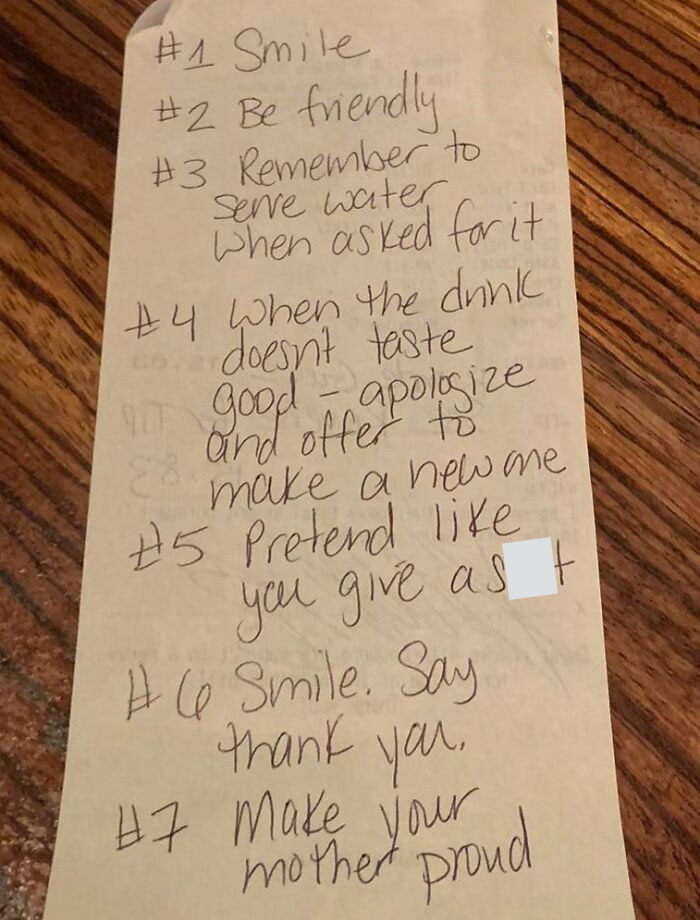 #1 Smile
#2 Be friendly
#3 Remember to
serve water
when asked for it
#4 When the drink
doesn't taste
good - apologize
and offer to
make a new one
#5 Pretend like
you give a s t
#6 Smile. Say
thank you.
#7 Make your
mother proud